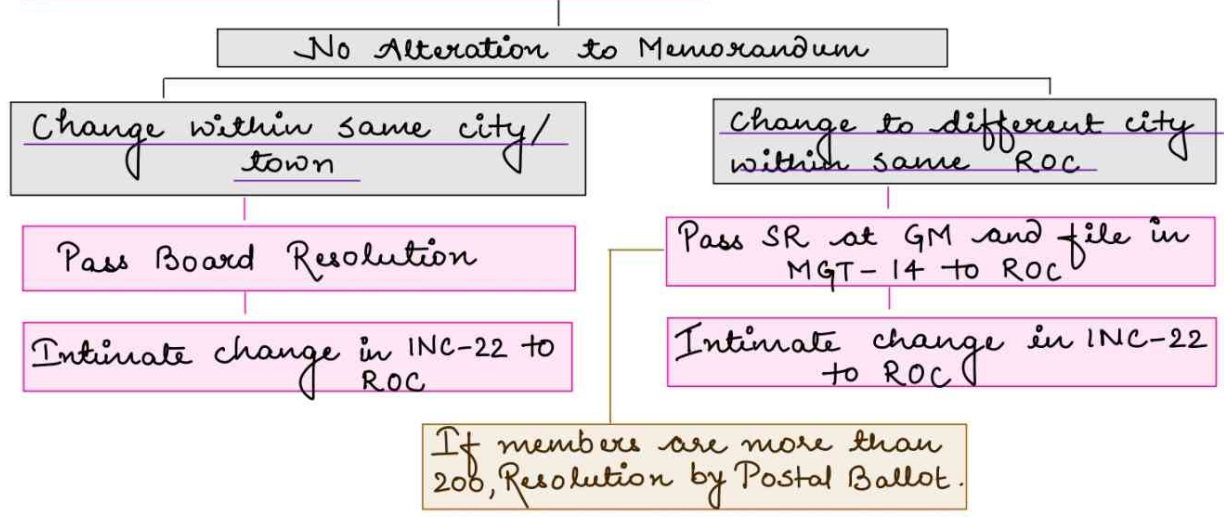 No Alteration to Memorandum
Change within same city/
town
Change to different city
within same ROC
Pass Board Resolution
Pass SR at GM and file in
MGT-14 to ROC
Intimate change in INC-22 to
ROC
Intimate change in INC-22
to ROC
If members are more than
200, Resolution by Postal Ballot.